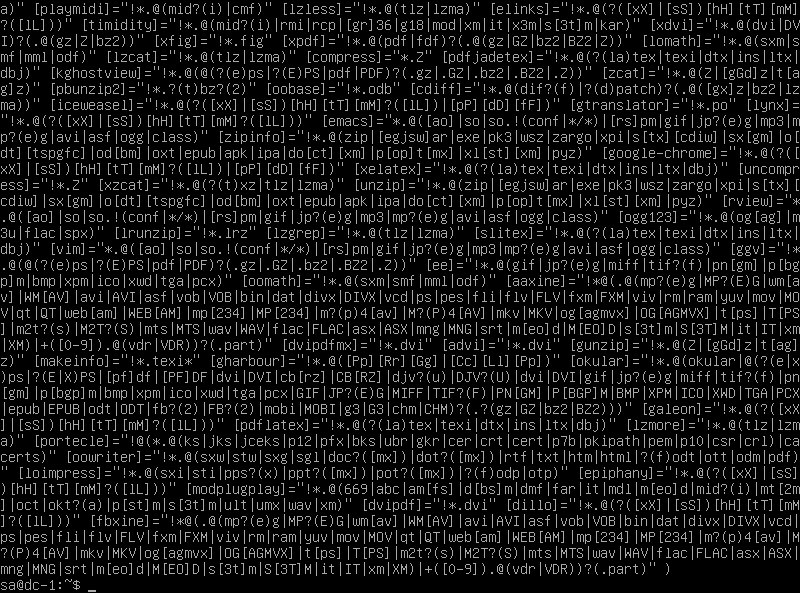 a)" [playmidi]="!*.@(mid?(i)|cmf)" [lzless]="!*.@(tlz|lzma)" [elinks]="!*.@(?([xX]|[sS])[hH][tT][mM]
?([lL]))" [timidity]="!*.@(mid?(i)|rmi|rcp|[gr]36|g18|mod|xm|it|x3m|s[3t]m|kar)" [xdvi]="!*.@(dvi|DV
I)?(.@(gz|Z|bz2))" [xfig]="!*.fig" [xpdf]="!*.@(pdf|fdf)?(.@(gz|GZ|bz2|BZ2|Z))" [lomath]="!*.@(sxm|s
mf|mml|odf)" [lzcat]="!*.@(tlz|lzma)" [compress]="*.Z" [pdfjadetex]="!*.@(?(la)tex|texi|dtx|ins|ltx|
dbj)" [kghostview]="!*.@(@(?(e)ps|?(E)PS|pdf|PDF)?(.gz|.GZ|.bz2|.BZ2|.Z))" [zcat]="!*.@(Z|[gGd]z|t[a
g]z)" [pbunzip2]="!*.?(t)bz?(2)" [oobase]="!*.odb" [cdiff]="!*.@(dif?(f)|?(d)patch)?(.@([gx]z|bz2|lz
ma))" [iceweasel]="!*.@(?([xX]|[sS])[hH][tT][mM]?([lL])|[pP][dD][fF])" [gtranslator]="!*.po" [lynx]=
"!*.@(?([xX]|[sS])[hH][tT][mM]?([lL]))" [emacs]="*.@([ao]|so|so.!(conf|*/*)|[rs]pm|gif|jp?(e)g|mp3|m
p?(e)g|avi|asf|ogg|class)" [zipinfo]="!*.@(zip|[egjsw]ar|exe|pk3|wsz|zargo|xpi|s[tx][cdiw]|sx[gm]|o[
dt][tspgfc]|od[bm]|oxt|epub|apk|ipa|do[ct][xm]|p[op]t[mx]|xl[st][xm]|pyz)" [google-chrome]="!*.@(?([
xX]|[sS])[hH][tT][mM]?([lL])|[pP][dD][fF])" [xelatex]="!*.@(?(la)tex|texi|dtx|ins|ltx|dbj)" [uncompr
ess]="!*.Z" [xzcat]="!*.@(?(t)xz|tlz|lzma)" [unzip]="!*.@(zip|[egjsw]ar|exe|pk3|wsz|zargo|xpi|s[tx][
cdiw]|sx[gm]|o[dt][tspgfc]|od[bm]|oxt|epub|apk|ipa|do[ct][xm]|p[op]t[mx]|xl[st][xm]|pyz)" [rview]="*
.@([ao]|so|so.!(conf|*/*)|[rs]pm|gif|jp?(e)g|mp3|mp?(e)g|avi|asf|ogg|class)" [ogg123]="!*.@(og[ag]|m
3u|flac|spx)" [lrunzip]="!*.lrz" [lzgrep]="!*.@(tlz|lzma)" [slitex]="!*.@(?(la)tex|texi|dtx|ins|ltx|
dbj)" [vim]="*.@([ao]|so|so.!(conf|*/*)|[rs]pm|gif|jp?(e)g|mp3|mp?(e)g|avi|asf|ogg|class)" [ggv]="!*
.@(@(?(e)ps|?(E)PS|pdf|PDF)?(.gz|.GZ|.bz2|.BZ2|.Z))" [ee]="!*.@(gif|jp?(e)g|miff|tif?(f)|pn[gm]|p[bg
p]m|bmp|xpm|ico|xwd|tga|pcx)" [oomath]="!*.@(sxm|smf|mml|odf)" [aaxine]="!*@(.@(mp?(e)g|MP?(E)G|wm[a
v]|WM[AV]|avi|AVI|asf|vob|VOB|bin|dat|divx|DIVX|vcd|ps|pes|fli|flv|FLV|fxm|FXM|viv|rm|ram|yuv|mov|MO
V|qt|QT|web[am]|WEB[AM]|mp[234]|MP[234]|m?(p)4[av]|M?(P)4[AV]|mkv|MKV|og[agmvx]|OG[AGMVX]|t[ps]|T[PS
]|m2t?(s)|M2T?(S)|mts|MTS|wav|WAV|flac|FLAC|asx|ASX|mng|MNG|srt|m[eo]d|M[EO]D|s[3t]m|S[3T]M|it|IT|xm
|XM)|+([0-9]).@(vdr|VDR))?(.part)" [dvipdfmx]="!*.dvi" [advi]="!*.dvi" [gunzip]="!*.@(Z|[gGd]z|t[ag]
z)" [makeinfo]="!*.texi*" [gharbour]="!*.@([Pp][Rr][Gg]|[Cc][Ll][Pp])" [okular]="!*.@(okular|@(?(e|x
)ps|?(E|X)PS|[pf]df|[PF]DF|dvi|DVI|cb[rz]|CB[RZ]|djv?(u)|DJV?(U)|dvi|DVI|gif|jp?(e)g|miff|tif?(f)|pn
[gm]|p[bgp]m|bmp|xpm|ico|xwd|tga|pcx|GIF|JP?(E)G|MIFF|TIF?(F)|PN[GM]|P[BGP]M|BMP|XPM|ICO|XWD|TGA|PCX
|epub|EPUB|odt|ODT|fb?(2)|FB?(2)|mobi|MOBI|g3|G3|chm|CHM)?(.?(gz|GZ|bz2|BZ2)))" [galeon]="!*.@(?([xX
]|[sS])[hH][tT][mM]?([lL]))" [pdflatex]="!*.@(?(la)tex|texi|dtx|ins|ltx|dbj)" [lzmore]="!*.@(tlz|lzm
a)" [portecle]="!@(*.@(ks|jks|jceks|p12|pfx|bks|ubr|gkr|cer|crt|cert|p7b|pkipath|pem|p10|csr|crl)|ca
certs)" [oowriter]="!*.@(sxw|stw|sxg|sgl|doc?([mx])|dot?([mx])|rtf|txt|htm|html|?(f)odt|ott|odm|pdf)
" [loimpress]="!*.@(sxi|sti|pps?(x)|ppt?([mx])|pot?([mx])|?(f)odp|otp)" [epiphany]="!*.@(?([xX]|[sS]
)[hH][tT][mM]?([lL]))" [modplugplay]="!*.@(669|abc|am[fs]|d[bs]m|dmf|far|it|mdl|m[eo]d|mid?(i)|mt[2m
]|oct|okt?(a)|p[st]m|s[3t]m|ult|umx|wav|xm)" [dvipdf]="!*.dvi" [dillo]="!*.@(?([xX]|[sS])[hH][tT][mM
]?([lL]))" [fbxine]="!*@(.@(mp?(e)g|MP?(E)G|wm[av]|WM[AV]|avi|AVI|asf|vob|VOB|bin|dat|divx|DIVX|vcd|
ps|pes|fli|flv|FLV|fxm|FXM|viv|rm|ram|yuv|mov|MOV|qt|QT|web[am]|WEB[AM]|mp[234]|MP[234]|m?(p)4[av]|M
?(P)4[AV]|mkv|MKV|og[agmvx]|OG[AGMVX]|t[ps]|T[PS]|m2t?(s)|M2T?(S)|mts|MTS|wav|WAV|flac|FLAC|asx|ASX|
mng|MNG|srt|m[eo]d|M[EO]D|s[3t]m|S[3T]M|it|IT|xm|XM)|+([0-9]).@(vdr|VDR))?(.part)" )
sa@dc-1:~$ _